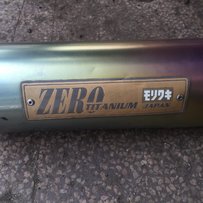 ZERO モリワキ
TITANIUM JAPAN